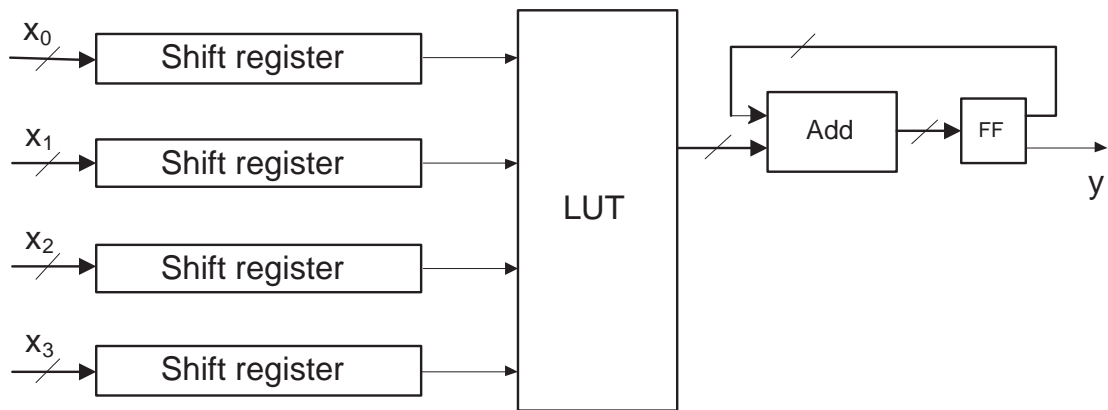 x₀
Shift register
x₁
Shift register
x₂
Shift register
x₃
Shift register
LUT
Add
FF
y